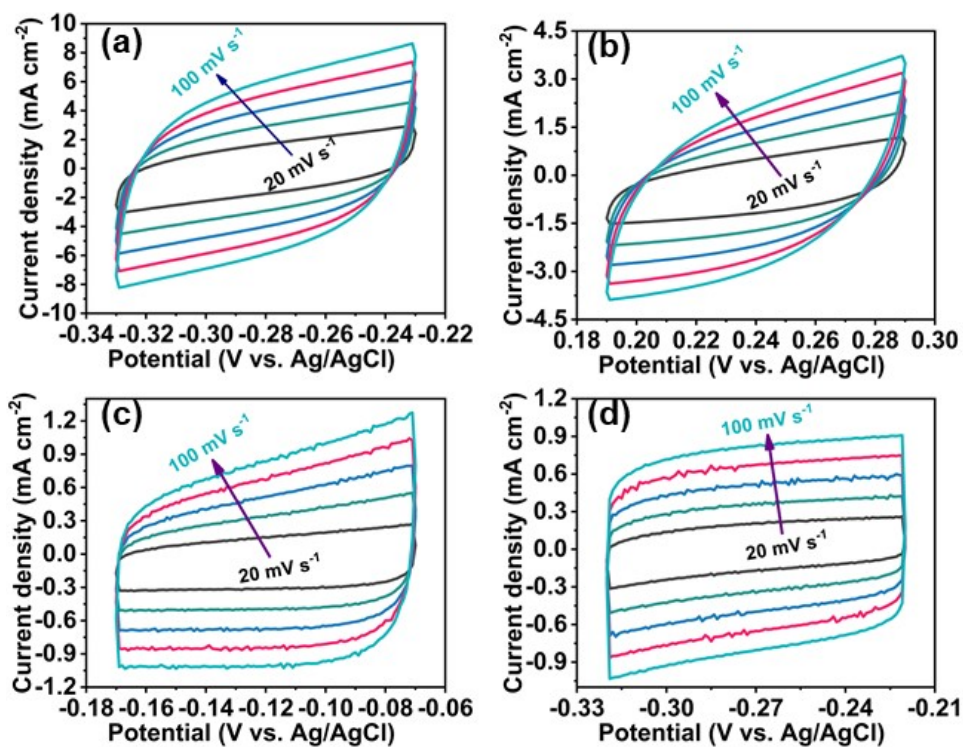 (a)
100 mV s⁻¹
20 mV s⁻¹
Current density (mA cm⁻²)
10
8
6
4
2
0
-2
-4
-6
-8
-10
-0.34 -0.32 -0.30 -0.28 -0.26 -0.24 -0.22
Potential (V vs. Ag/AgCl)
(b)
100 mV s⁻¹
20 mV s⁻¹
Current density (mA cm⁻²)
4.5
3.0
1.5
0.0
-1.5
-3.0
-4.5
0.18 0.20 0.22 0.24 0.26 0.28 0.30
Potential (V vs. Ag/AgCl)
(c)
100 mV s⁻¹
20 mV s⁻¹
Current density (mA cm⁻²)
1.2
0.9
0.6
0.3
0.0
-0.3
-0.6
-0.9
-1.2
-0.18 -0.16 -0.14 -0.12 -0.10 -0.08 -0.06
Potential (V vs. Ag/AgCl)
(d)
100 mV s⁻¹
20 mV s⁻¹
Current density (mA cm⁻²)
1.2
0.9
0.6
0.3
0.0
-0.3
-0.6
-0.9
-0.33 -0.30 -0.27 -0.24 -0.21
Potential (V vs. Ag/AgCl)